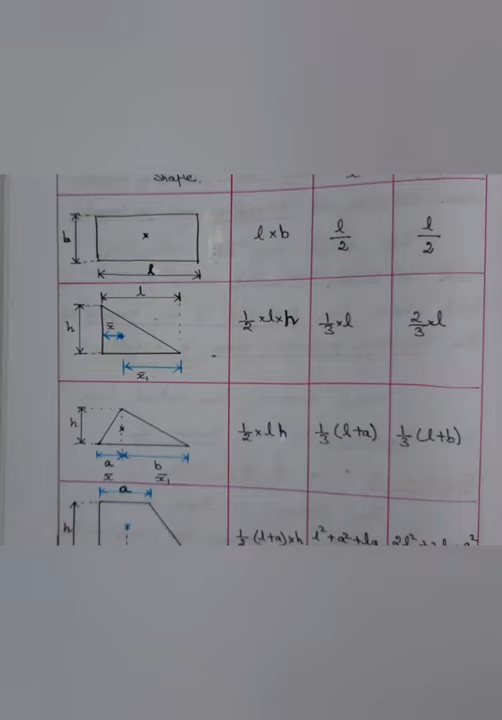 shape.
b
l × b
l/2
l/2
l
l
h
x̄
1/2 × l × h
1/3 × l
2/3 × l
x̄₁
h
1/2 × l h
1/3 (l+a)
1/3 (l+b)
a b
x̄ x̄₁
a
h
1/2 (l+a) × h
l² + a² + la